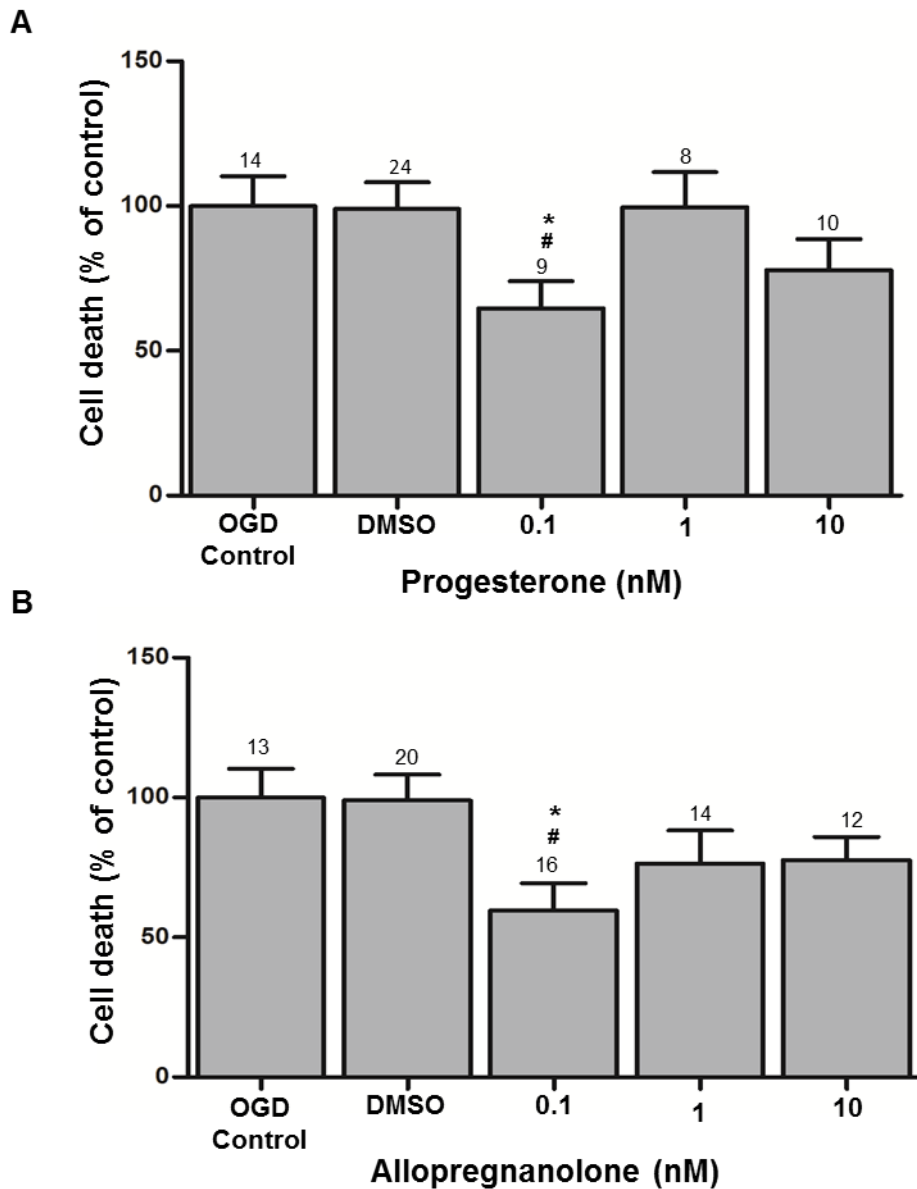 A
Cell death (% of control)
150
100
50
0
14
24
*
#
9
8
10
OGD
Control
DMSO
0.1
1
10
Progesterone (nM)
B
Cell death (% of control)
150
100
50
0
13
20
*
#
16
14
12
OGD
Control
DMSO
0.1
1
10
Allopregnanolone (nM)